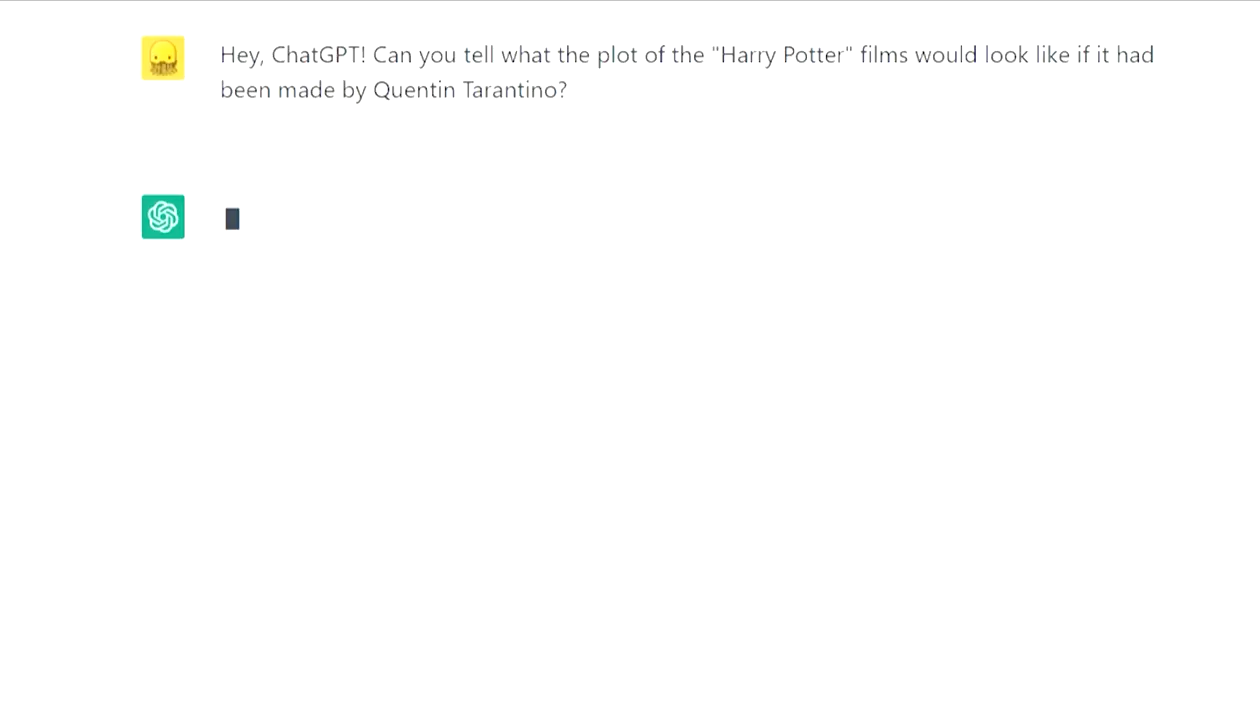 Hey, ChatGPT! Can you tell what the plot of the "Harry Potter" films would look like if it had
been made by Quentin Tarantino?